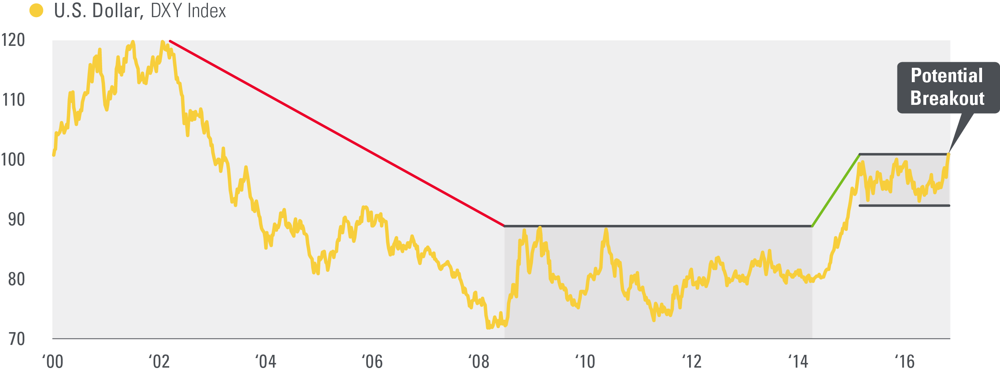 U.S. Dollar, DXY Index
120
110
100
90
80
70
Potential
Breakout
‘00 ‘02 ‘04 ‘06 ‘08 ‘10 ‘12 ‘14 ‘16